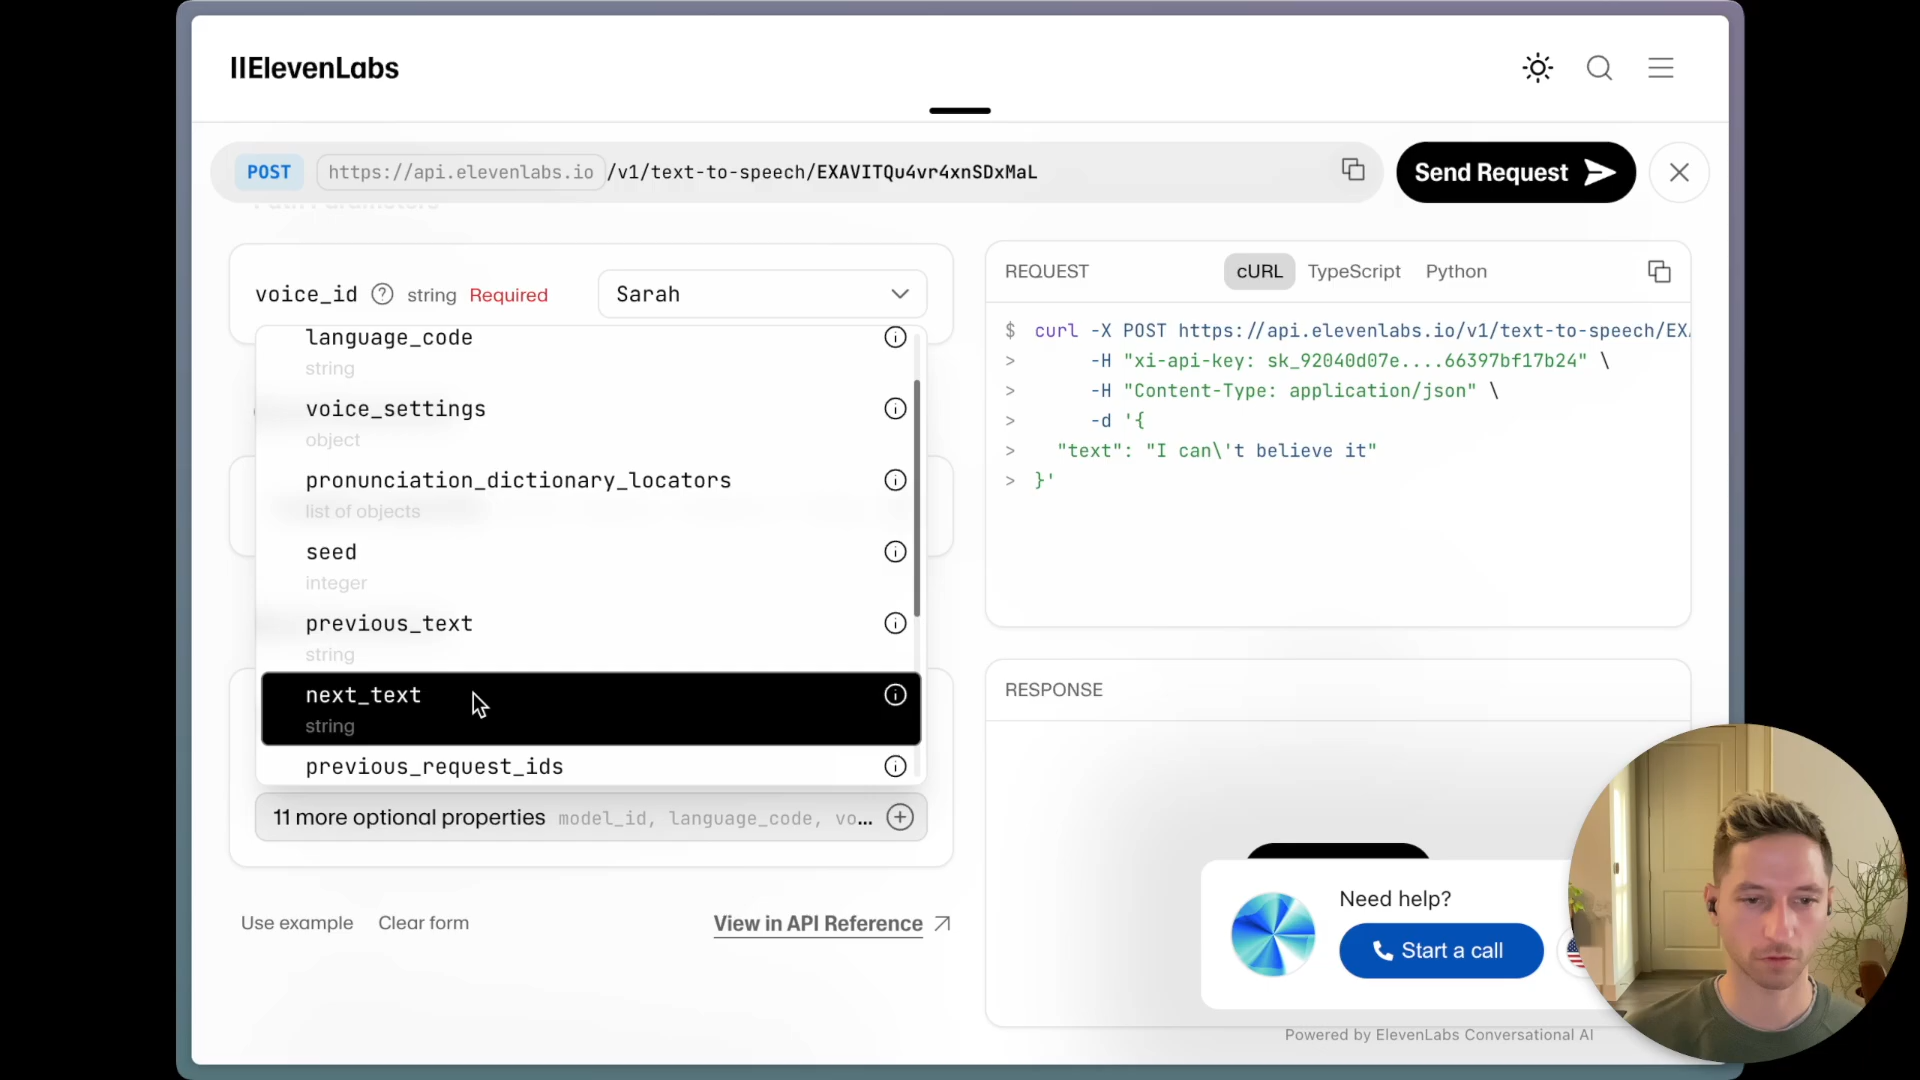 IIElevenLabs
POST https://api.elevenlabs.io /v1/text-to-speech/EXAVITQu4vr4xnSDxMaL
Send Request
voice_id ? string Required
Sarah
language_code
string
voice_settings
object
pronunciation_dictionary_locators
list of objects
seed
integer
previous_text
string
next_text
string
previous_request_ids
11 more optional properties model_id, language_code, vo...
Use example Clear form View in API Reference
REQUEST cURL TypeScript Python
$ curl -X POST https://api.elevenlabs.io/v1/text-to-speech/EX
> -H "xi-api-key: sk_92040d07e....66397bf17b24" \
> -H "Content-Type: application/json" \
> -d '{
> "text": "I can\'t believe it"
> }'
RESPONSE
Need help?
Start a call
Powered by ElevenLabs Conversational AI